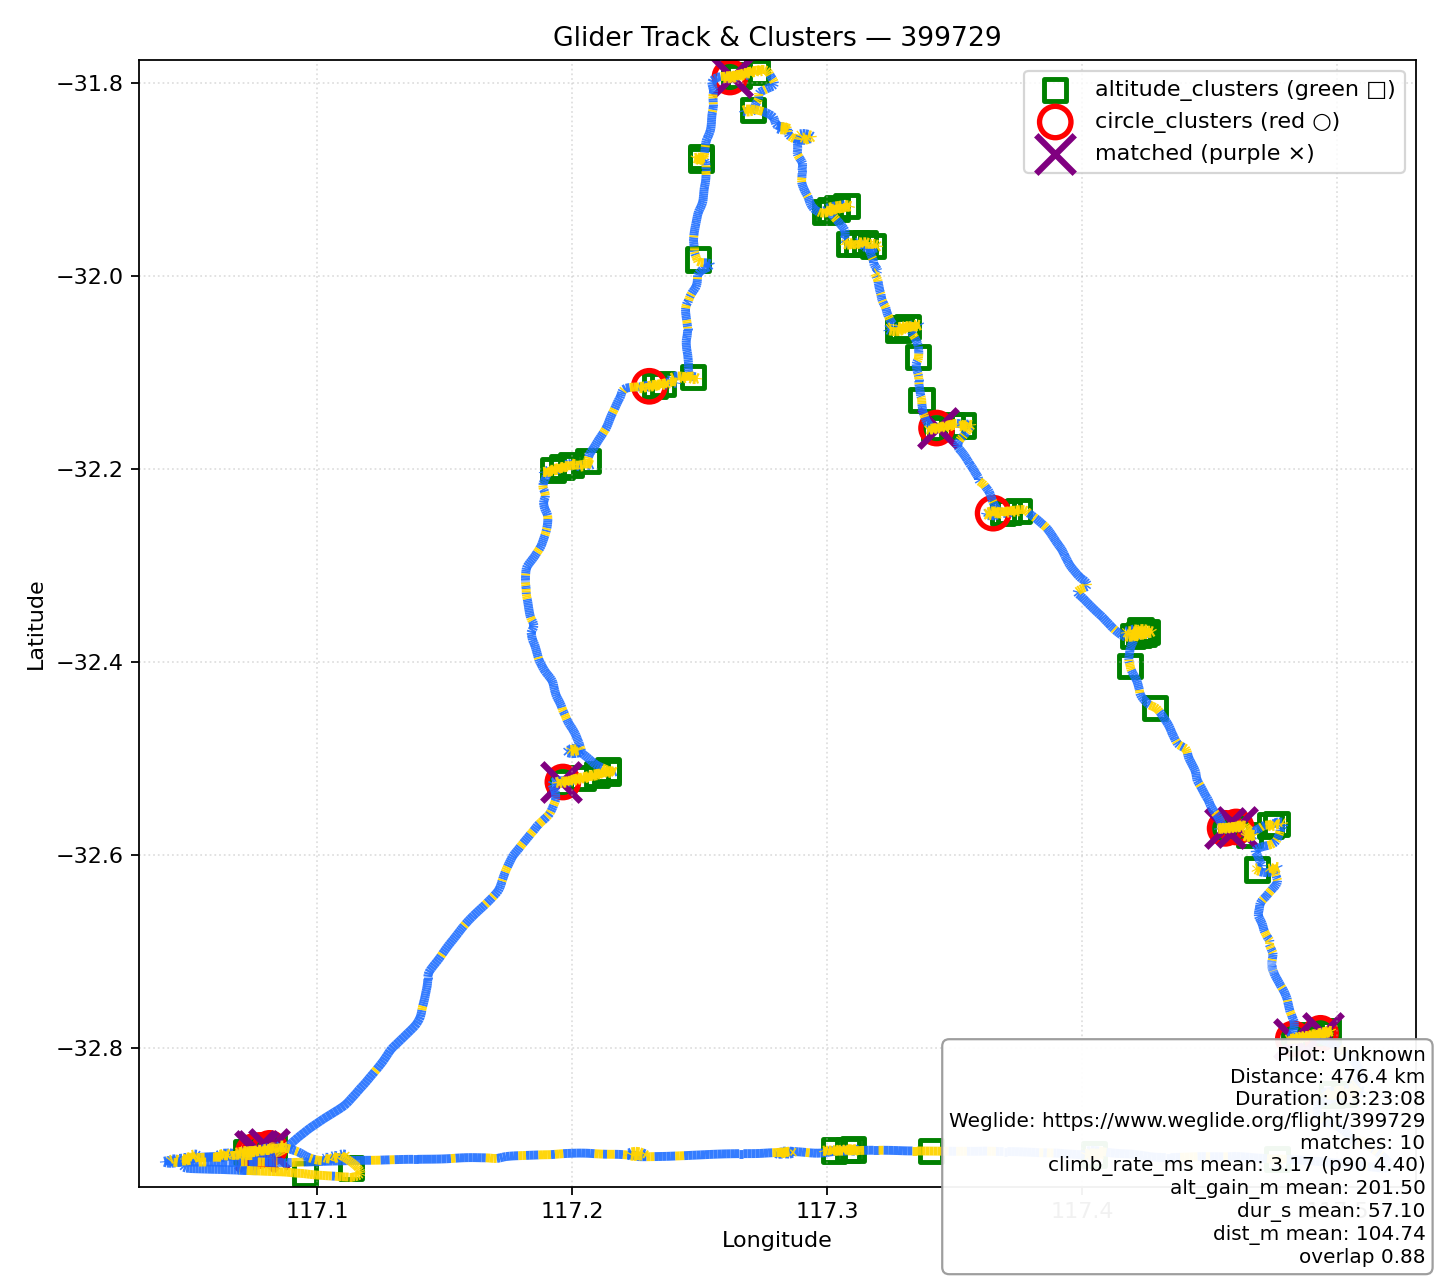 Glider Track & Clusters — 399729
altitude_clusters (green □)
circle_clusters (red ○)
matched (purple ×)
−31.8
−32.0
−32.2
−32.4
−32.6
−32.8
Latitude
117.1
117.2
117.3
117.4
Longitude
Pilot: Unknown
Distance: 476.4 km
Duration: 03:23:08
Weglide: https://www.weglide.org/flight/399729
matches: 10
climb_rate_ms mean: 3.17 (p90 4.40)
alt_gain_m mean: 201.50
dur_s mean: 57.10
dist_m mean: 104.74
overlap 0.88